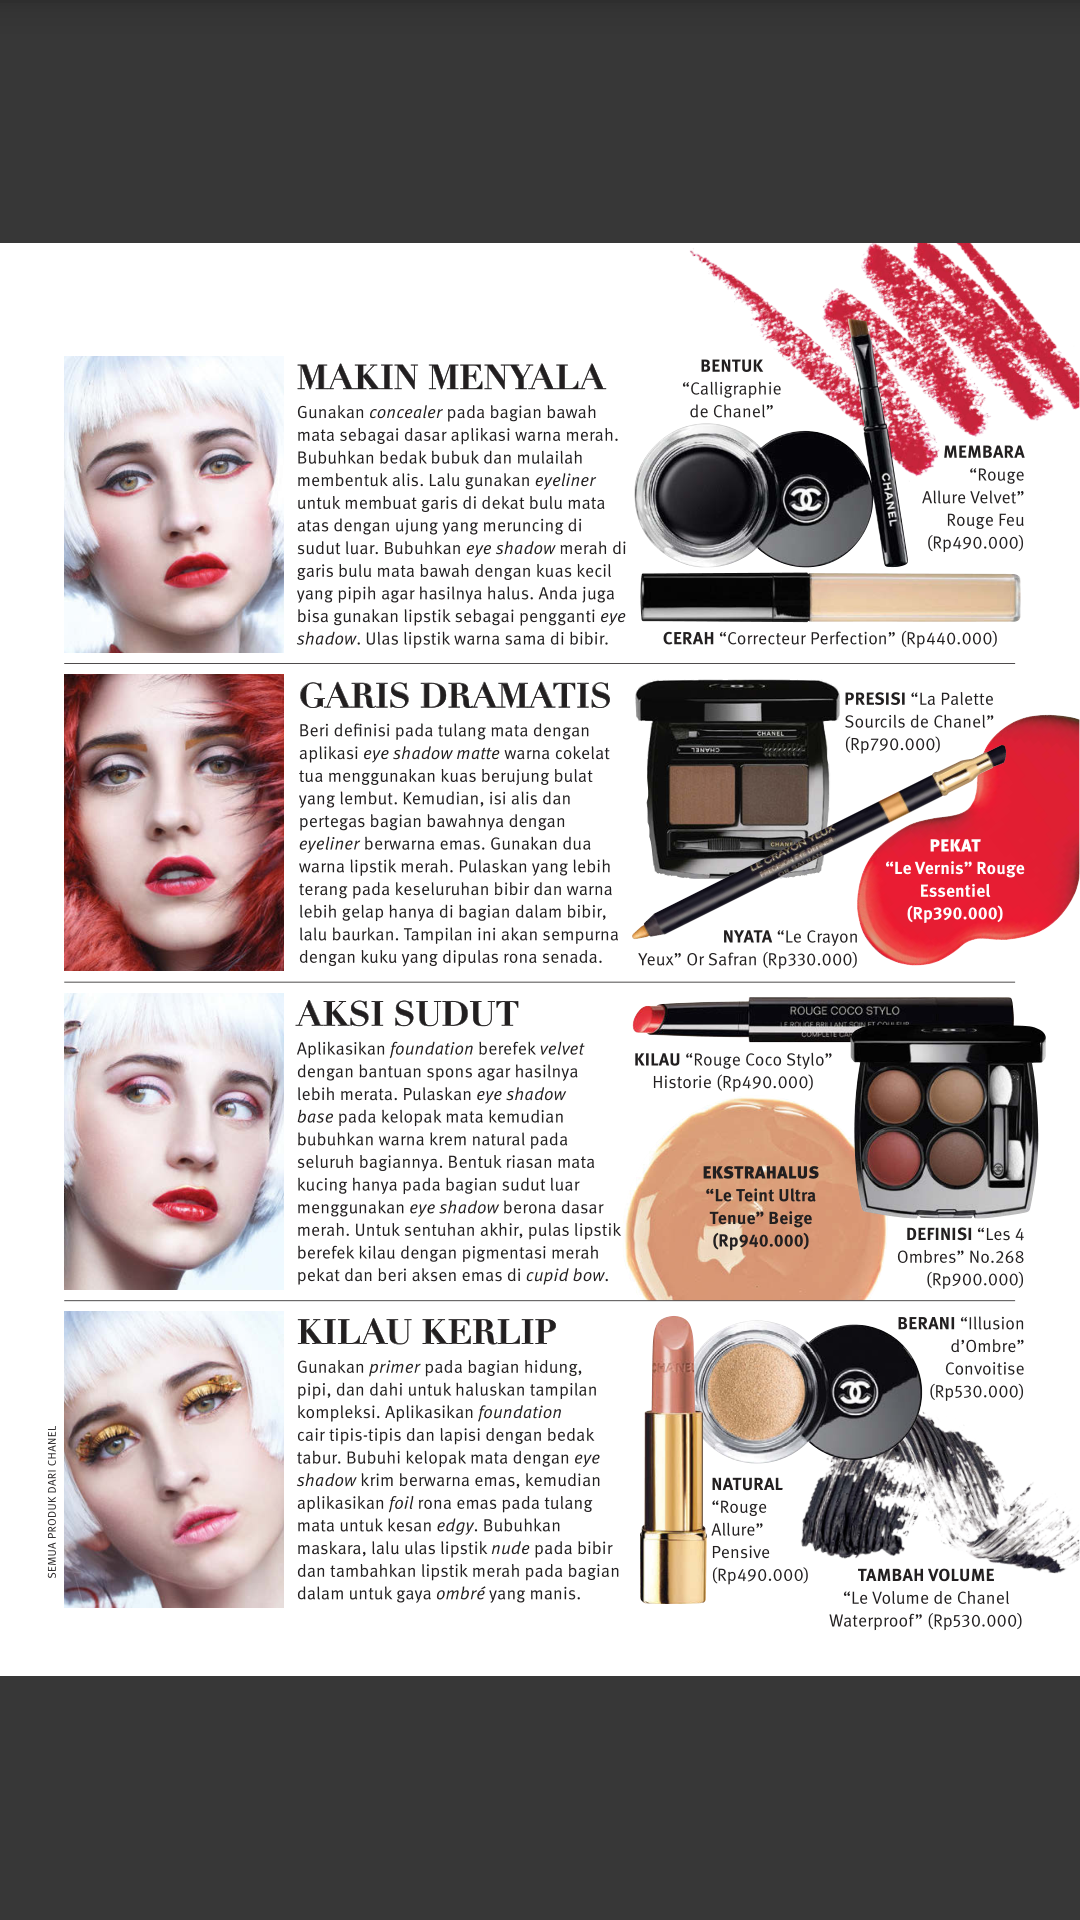 MAKIN MENYALA
Gunakan concealer pada bagian bawah
mata sebagai dasar aplikasi warna merah.
Bubuhkan bedak bubuk dan mulailah
membentuk alis. Lalu gunakan eyeliner
untuk membuat garis di dekat bulu mata
atas dengan ujung yang meruncing di
sudut luar. Bubuhkan eye shadow merah di
garis bulu mata bawah dengan kuas kecil
yang pipih agar hasilnya halus. Anda juga
bisa gunakan lipstik sebagai pengganti eye
shadow. Ulas lipstik warna sama di bibir.
BENTUK
“Calligraphie
de Chanel”
CHANEL
MEMBARA
“Rouge
Allure Velvet”
Rouge Feu
(Rp490.000)
CERAH “Correcteur Perfection” (Rp440.000)
GARIS DRAMATIS
Beri definisi pada tulang mata dengan
aplikasi eye shadow matte warna cokelat
tua menggunakan kuas berujung bulat
yang lembut. Kemudian, isi alis dan
pertegas bagian bawahnya dengan
eyeliner berwarna emas. Gunakan dua
warna lipstik merah. Pulaskan yang lebih
terang pada keseluruhan bibir dan warna
lebih gelap hanya di bagian dalam bibir,
lalu baurkan. Tampilan ini akan sempurna
dengan kuku yang dipulas rona senada.
PRESISI “La Palette
Sourcils de Chanel”
(Rp790.000)
CHANEL
CHANEL
CHANEL
LE CRAYON YEUX
PEKAT
“Le Vernis” Rouge
Essentiel
(Rp390.000)
NYATA “Le Crayon
Yeux” Or Safran (Rp330.000)
AKSI SUDUT
Aplikasikan foundation berefek velvet
dengan bantuan spons agar hasilnya
lebih merata. Pulaskan eye shadow
base pada kelopak mata kemudian
bubuhkan warna krem natural pada
seluruh bagiannya. Bentuk riasan mata
kucing hanya pada bagian sudut luar
menggunakan eye shadow berona dasar
merah. Untuk sentuhan akhir, pulas lipstik
berefek kilau dengan pigmentasi merah
pekat dan beri aksen emas di cupid bow.
ROUGE COCO STYLO
LE ROUGE BRILLANT SOIN ET COULEUR
COMPLETE CAR
KILAU “Rouge Coco Stylo”
Historie (Rp490.000)
EKSTRAHALUS
“Le Teint Ultra
Tenue” Beige
(Rp940.000)
DEFINISI “Les 4
Ombres” No.268
(Rp900.000)
KILAU KERLIP
Gunakan primer pada bagian hidung,
pipi, dan dahi untuk haluskan tampilan
kompleksi. Aplikasikan foundation
cair tipis-tipis dan lapisi dengan bedak
tabur. Bubuhi kelopak mata dengan eye
shadow krim berwarna emas, kemudian
aplikasikan foil rona emas pada tulang
mata untuk kesan edgy. Bubuhkan
maskara, lalu ulas lipstik nude pada bibir
dan tambahkan lipstik merah pada bagian
dalam untuk gaya ombré yang manis.
CHANEL
BERANI “Illusion
d’Ombre”
Convoitise
(Rp530.000)
NATURAL
“Rouge
Allure”
Pensive
(Rp490.000)
TAMBAH VOLUME
“Le Volume de Chanel
Waterproof” (Rp530.000)
SEMUA PRODUK DARI CHANEL